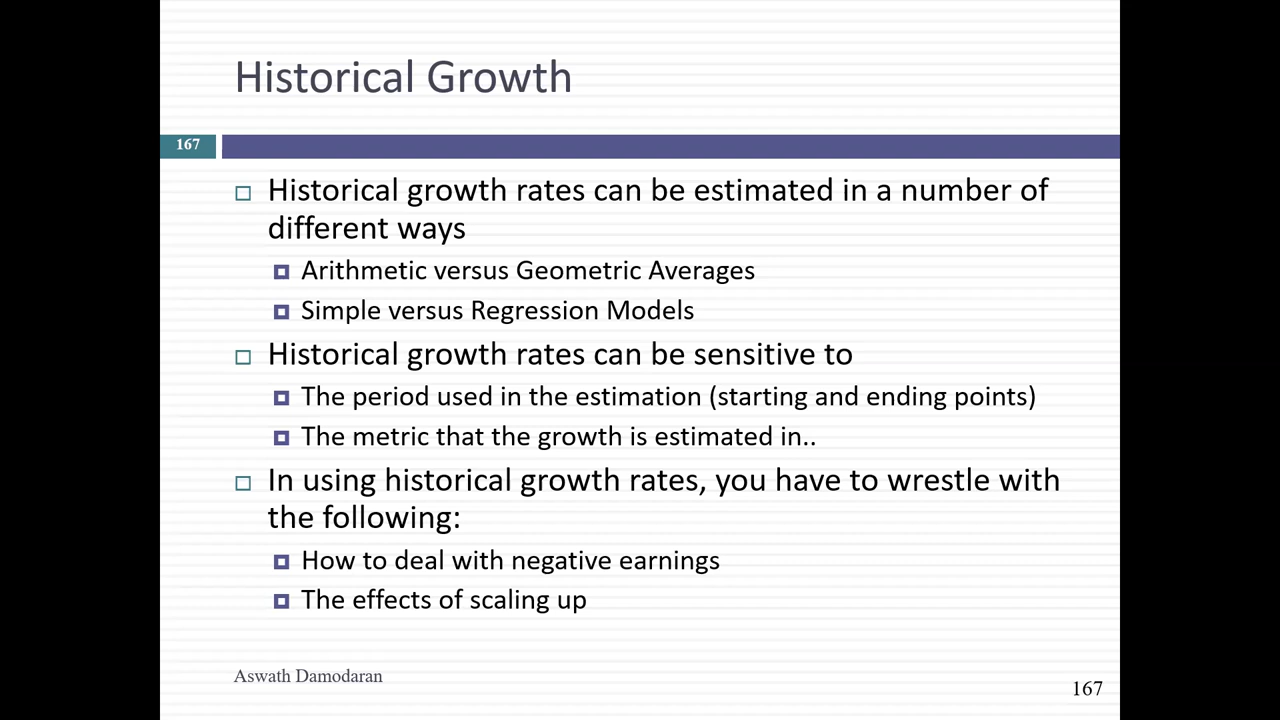 Historical Growth
167
Historical growth rates can be estimated in a number of
different ways
Arithmetic versus Geometric Averages
Simple versus Regression Models
Historical growth rates can be sensitive to
The period used in the estimation (starting and ending points)
The metric that the growth is estimated in..
In using historical growth rates, you have to wrestle with
the following:
How to deal with negative earnings
The effects of scaling up
Aswath Damodaran
167